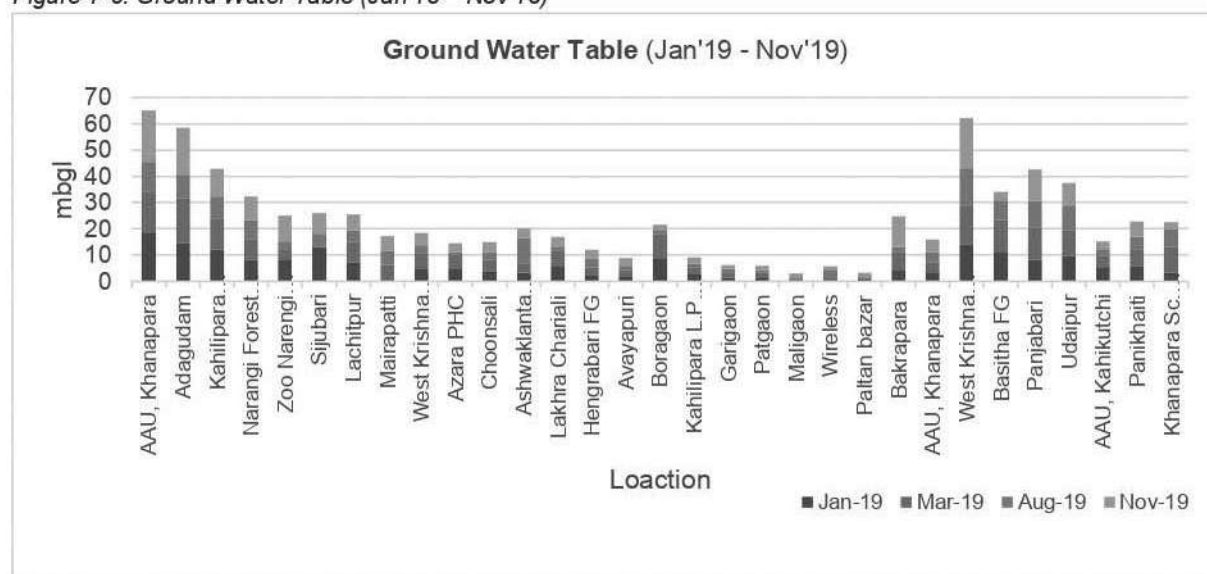 Ground Water Table (Jan'19 - Nov'19)
70
60
50
40
30
20
10
0
mbgl
AAU, Khanapara
Adagudam
Kahilipara..
Narangi Forest..
Zoo Narengi..
Sijubari
Lachitpur
Mairapatti
West Krishna..
Azara PHC
Choonsali
Ashwaklanta..
Lakhra Chariali
Hengrabari FG
Avayapuri
Boragaon
Kahilipara L.P..
Garigaon
Patgaon
Maligaon
Wireless
Paltan bazar
Bakrapara
AAU, Khanapara
West Krishna..
Basitha FG
Panjabari
Udaipur
AAU, Kahikutchi
Panikhaiti
Khanapara Sc..
Loaction
Jan-19 Mar-19 Aug-19 Nov-19